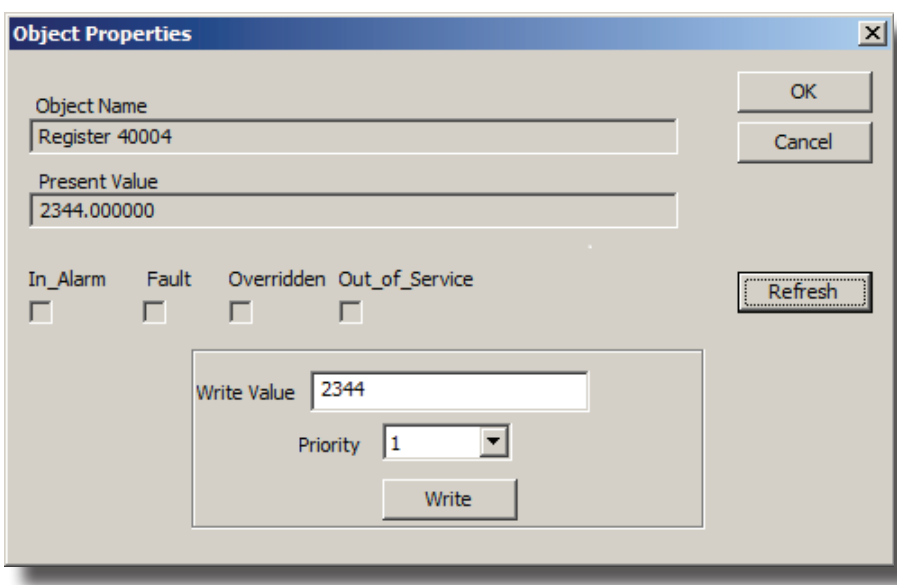 Object Properties
OK
Object Name
Register 40004
Cancel
Present Value
2344.000000
In_Alarm Fault Overridden Out_of_Service
Refresh
Write Value 2344
Priority 1
Write